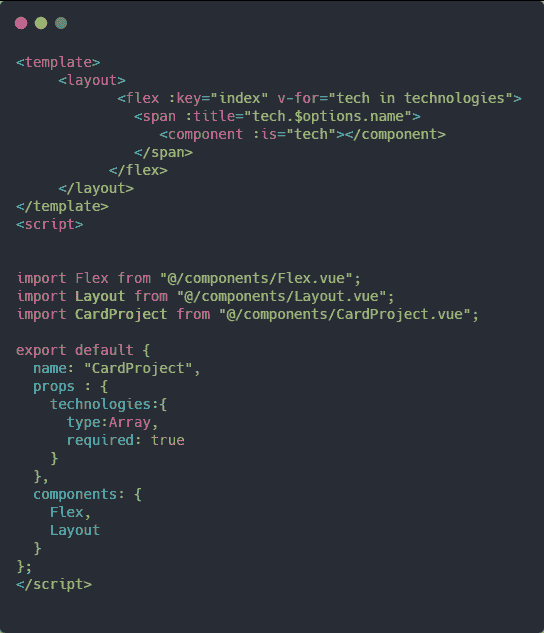 <template>
     <layout>
            <flex :key="index" v-for="tech in technologies">
              <span :title="tech.$options.name">
                 <component :is="tech"></component>
              </span>
           </flex>
     </layout>
</template>
<script>
import Flex from "@/components/Flex.vue";
import Layout from "@/components/Layout.vue";
import CardProject from "@/components/CardProject.vue";
export default {
  name: "CardProject",
  props : {
    technologies:{
      type:Array,
      required: true
    }
  },
  components: {
    Flex,
    Layout
  }
};
</script>